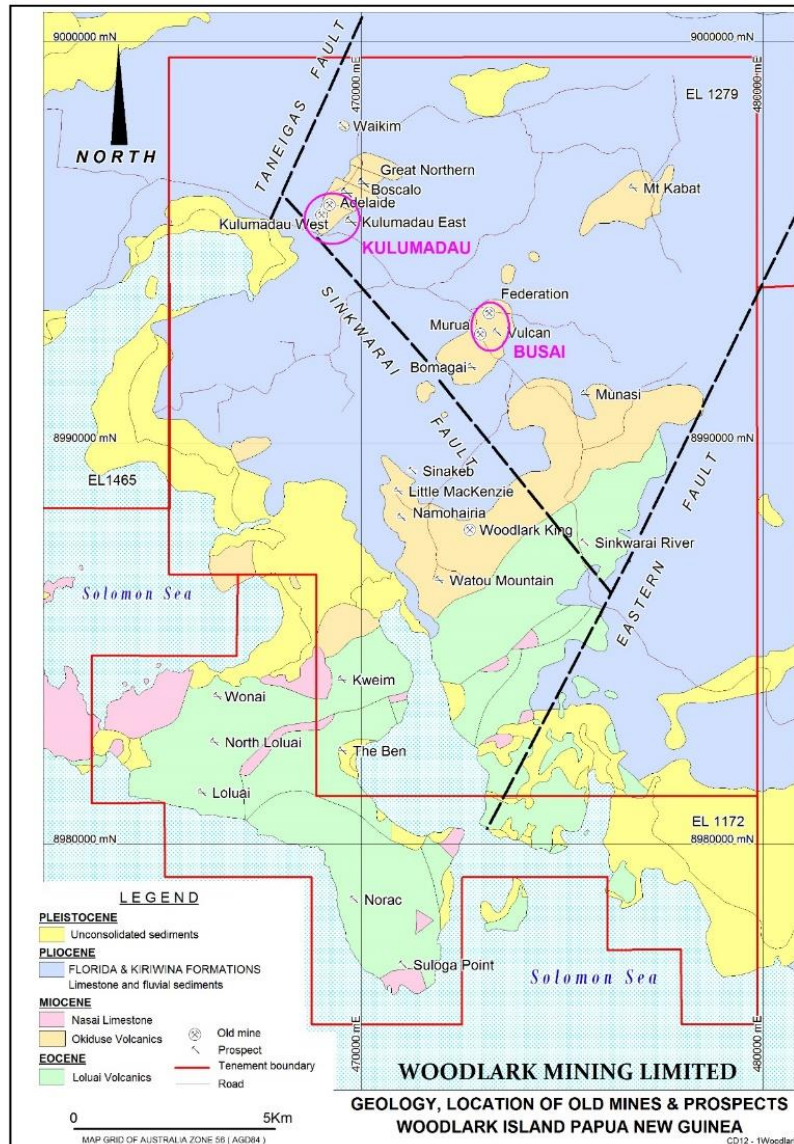 9000000 mN
9000000 mN
TANEIGAS FAULT
470000 mE
480000 mE
EL 1279
NORTH
Waikim
Great Northern
Boscalo
Adelaide
Mt Kabat
Kulumadau West
Kulumadau East
KULUMADAU
Federation
Murua
Vulcan
BUSAI
SINKWARAI FAULT
Bomagai
Munasi
8990000 mN
8990000 mN
EL1465
Sinakeb
Little MacKenzie
Namohairia
Woodlark King
Sinkwarai River
EASTERN FAULT
Watou Mountain
Solomon Sea
Kweim
Wonai
North Loluai
The Ben
Loluai
EL 1172
8980000 mN
8980000 mN
Norac
Suloga Point
Solomon Sea
470000 mE
480000 mE
LEGEND
PLEISTOCENE
Unconsolidated sediments
PLIOCENE
FLORIDA & KIRIWINA FORMATIONS
Limestone and fluvial sediments
MIOCENE
Nasai Limestone
Okiduse Volcanics
EOCENE
Loluai Volcanics
Old mine
Prospect
Tenement boundary
Road
0 5Km
MAP GRID OF AUSTRALIA ZONE 56 ( AGD84 )
WOODLARK MINING LIMITED
GEOLOGY, LOCATION OF OLD MINES & PROSPECTS
WOODLARK ISLAND PAPUA NEW GUINEA
CD12 - 1Woodlar